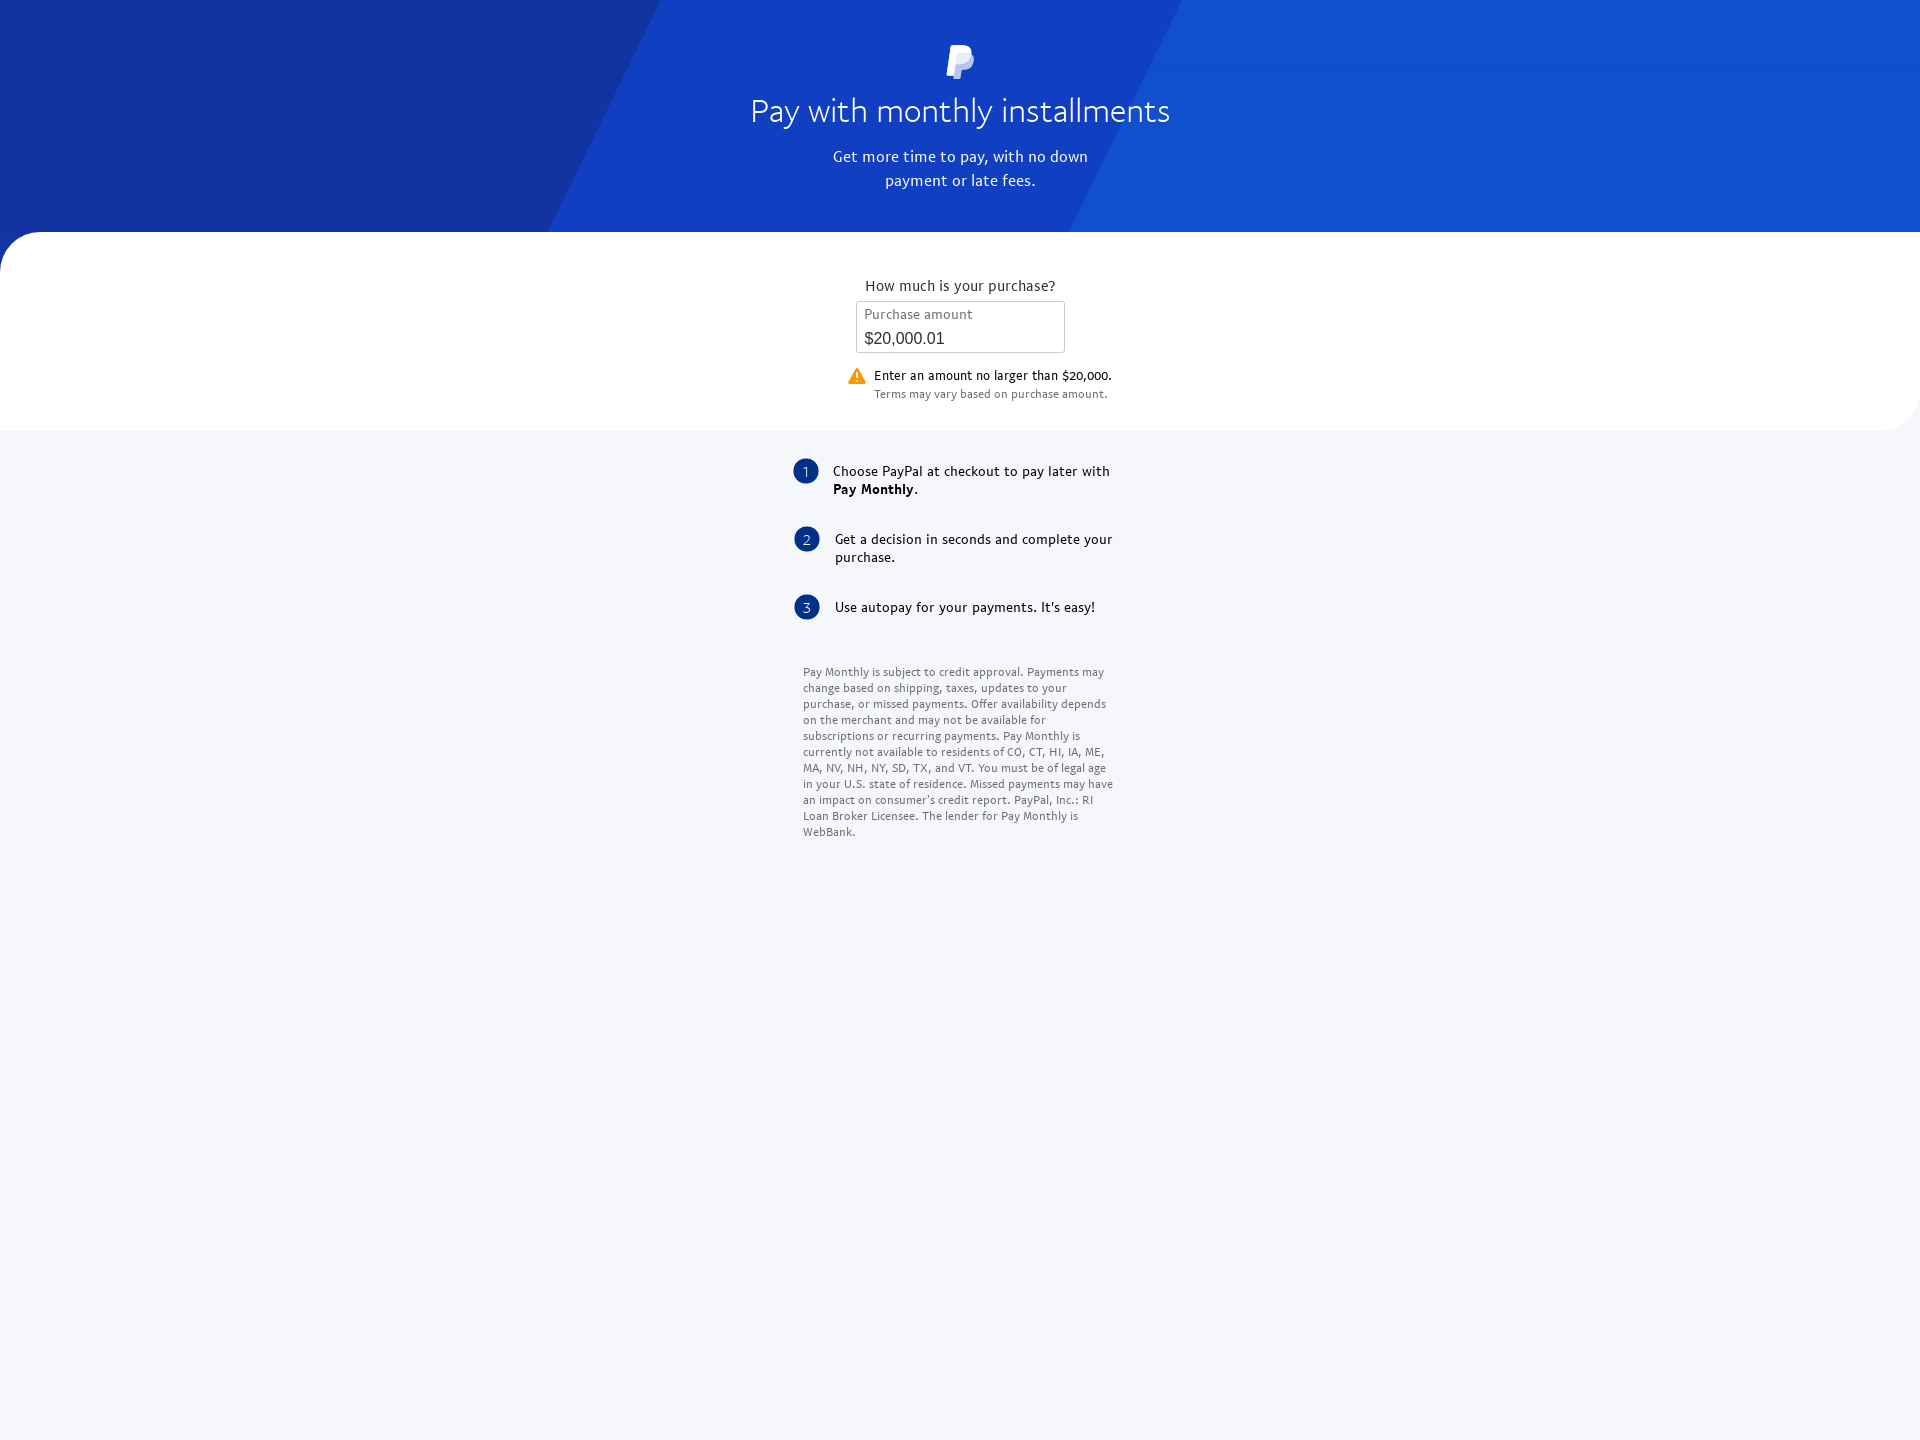 Pay with monthly installments
Get more time to pay, with no down
payment or late fees.
How much is your purchase?
Purchase amount
$20,000.01
Enter an amount no larger than $20,000.
Terms may vary based on purchase amount.
1 Choose PayPal at checkout to pay later with
Pay Monthly.
2 Get a decision in seconds and complete your
purchase.
3 Use autopay for your payments. It's easy!
Pay Monthly is subject to credit approval. Payments may
change based on shipping, taxes, updates to your
purchase, or missed payments. Offer availability depends
on the merchant and may not be available for
subscriptions or recurring payments. Pay Monthly is
currently not available to residents of CO, CT, HI, IA, ME,
MA, NV, NH, NY, SD, TX, and VT. You must be of legal age
in your U.S. state of residence. Missed payments may have
an impact on consumer's credit report. PayPal, Inc.: RI
Loan Broker Licensee. The lender for Pay Monthly is
WebBank.